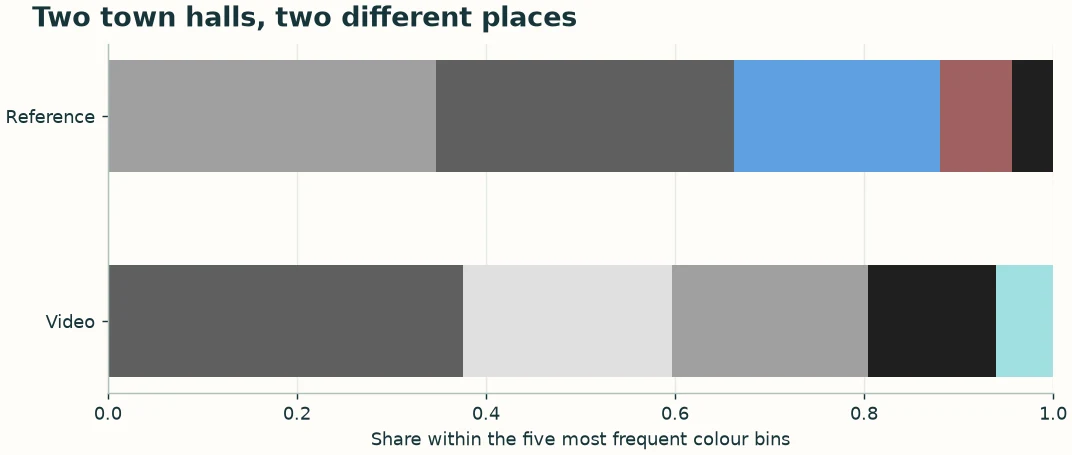 Two town halls, two different places
Reference
Video
0.0 0.2 0.4 0.6 0.8 1.0
Share within the five most frequent colour bins